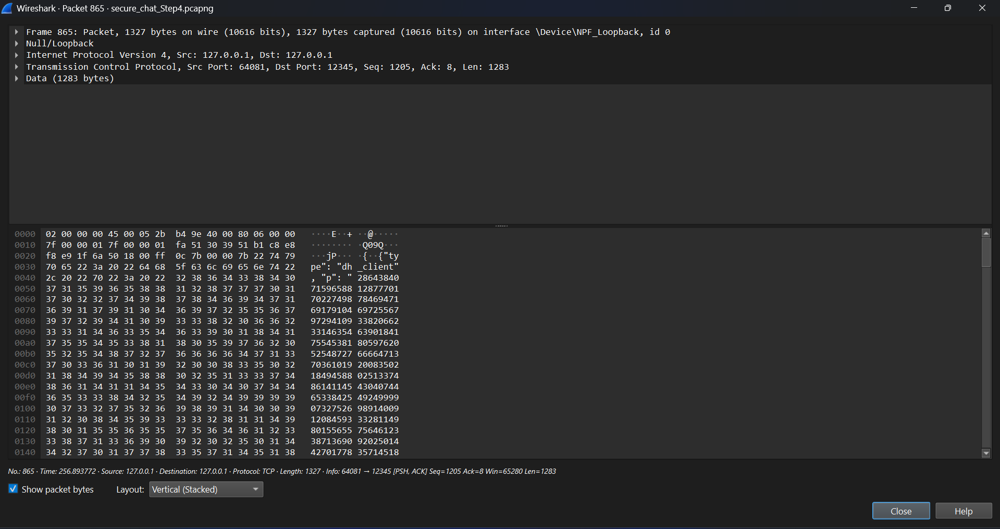 Wireshark · Packet 865 · secure_chat_Step4.pcapng
Frame 865: Packet, 1327 bytes on wire (10616 bits), 1327 bytes captured (10616 bits) on interface \Device\NPF_Loopback, id 0
Null/Loopback
Internet Protocol Version 4, Src: 127.0.0.1, Dst: 127.0.0.1
Transmission Control Protocol, Src Port: 64081, Dst Port: 12345, Seq: 1205, Ack: 8, Len: 1283
Data (1283 bytes)
0000 02 00 00 00 45 00 05 2b b4 9e 40 00 80 06 00 00 ····E··+ ··@·····
0010 7f 00 00 01 7f 00 00 01 fa 51 30 39 51 b1 c8 e8 ········ ·Q09Q···
0020 f8 e9 1f 6a 50 18 00 ff 0c 7b 00 00 7b 22 74 79 ···jP··· ·{··{"ty
0030 70 65 22 3a 20 22 64 68 5f 63 6c 69 65 6e 74 22 pe": "dh _client"
0040 2c 20 22 70 22 3a 20 22 32 38 36 34 33 38 34 30 , "p": " 28643840
0050 37 31 35 39 36 35 38 38 31 32 38 37 37 37 30 31 71596588 12877701
0060 37 30 32 32 37 34 39 38 37 38 34 36 39 34 37 31 70227498 78469471
0070 36 39 31 37 39 31 30 34 36 39 37 32 35 35 36 37 69179104 69725567
0080 39 37 32 39 34 31 30 39 33 33 38 32 30 36 36 32 97294109 33820662
0090 33 33 31 34 36 33 35 34 36 33 39 30 31 38 34 31 33146354 63901841
00a0 37 35 35 34 35 33 38 31 38 30 35 39 37 36 32 30 75545381 80597620
00b0 35 32 35 34 38 37 32 37 36 36 36 36 34 37 31 33 52548727 66664713
00c0 37 30 33 36 31 30 31 39 32 30 30 38 33 35 30 32 70361019 20083502
00d0 31 38 34 39 34 35 38 38 30 32 35 31 33 33 37 34 18494588 02513374
00e0 38 36 31 34 31 31 34 35 34 33 30 34 30 37 34 34 86141145 43040744
00f0 36 35 33 33 38 34 32 35 34 39 32 34 39 39 39 39 65338425 49249999
0100 30 37 33 32 37 35 32 36 39 38 39 31 34 30 30 39 07327526 98914009
0110 31 32 30 38 34 35 39 33 33 33 32 38 31 31 34 39 12084593 33281149
0120 38 30 31 35 35 36 35 35 37 35 36 34 36 31 32 33 80155655 75646123
0130 33 38 37 31 33 36 39 30 39 32 30 32 35 30 31 34 38713690 92025014
0140 34 32 37 30 31 37 37 38 33 35 37 31 34 35 31 38 42701778 35714518
No.: 865 · Time: 256.893772 · Source: 127.0.0.1 · Destination: 127.0.0.1 · Protocol: TCP · Length: 1327 · Info: 64081 → 12345 [PSH, ACK] Seq=1205 Ack=8 Win=65280 Len=1283
Show packet bytes Layout: Vertical (Stacked)
Close Help